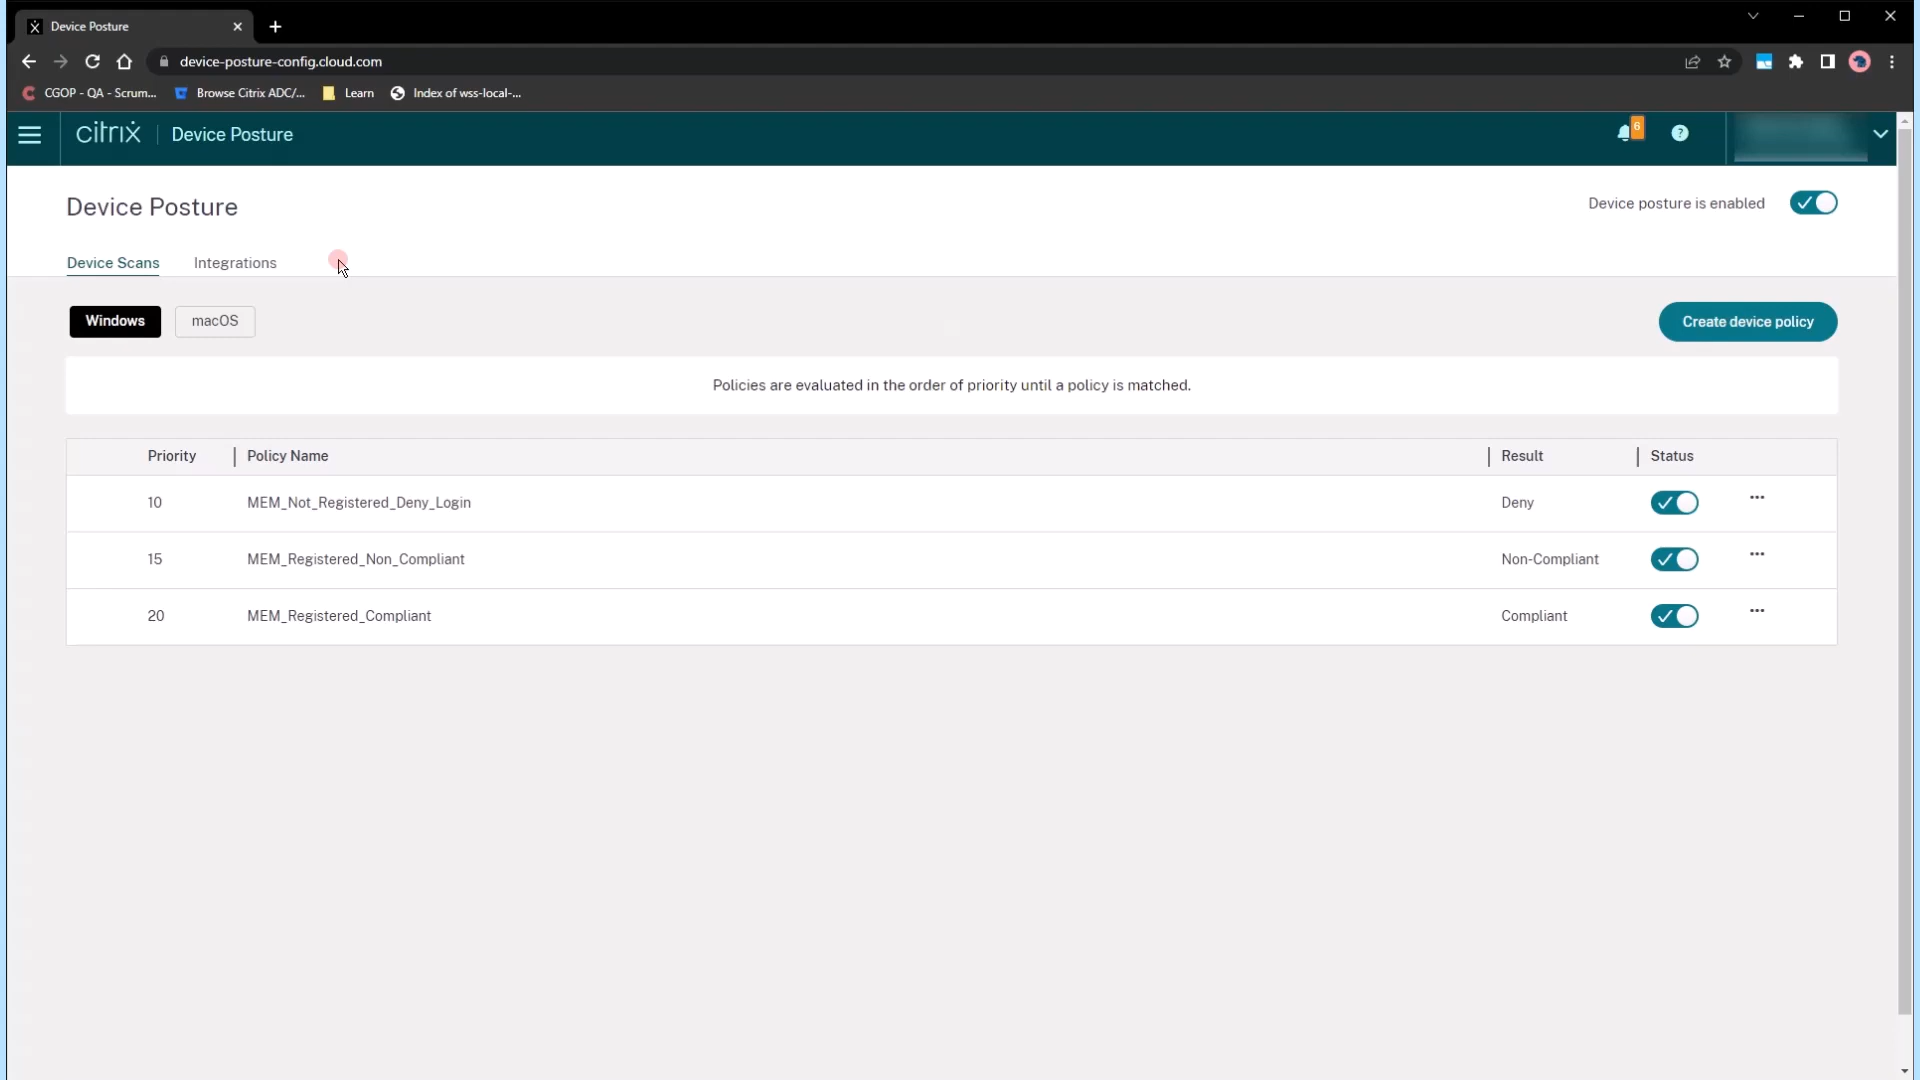 Device Posture
device-posture-config.cloud.com
CGOP - QA - Scrum... Browse Citrix ADC/... Learn Index of wss-local-...
citrix Device Posture 6 ?
Device Posture
Device posture is enabled
Device Scans Integrations
Windows macOS
Create device policy
Policies are evaluated in the order of priority until a policy is matched.
Priority Policy Name Result Status
10 MEM_Not_Registered_Deny_Login Deny
15 MEM_Registered_Non_Compliant Non-Compliant
20 MEM_Registered_Compliant Compliant